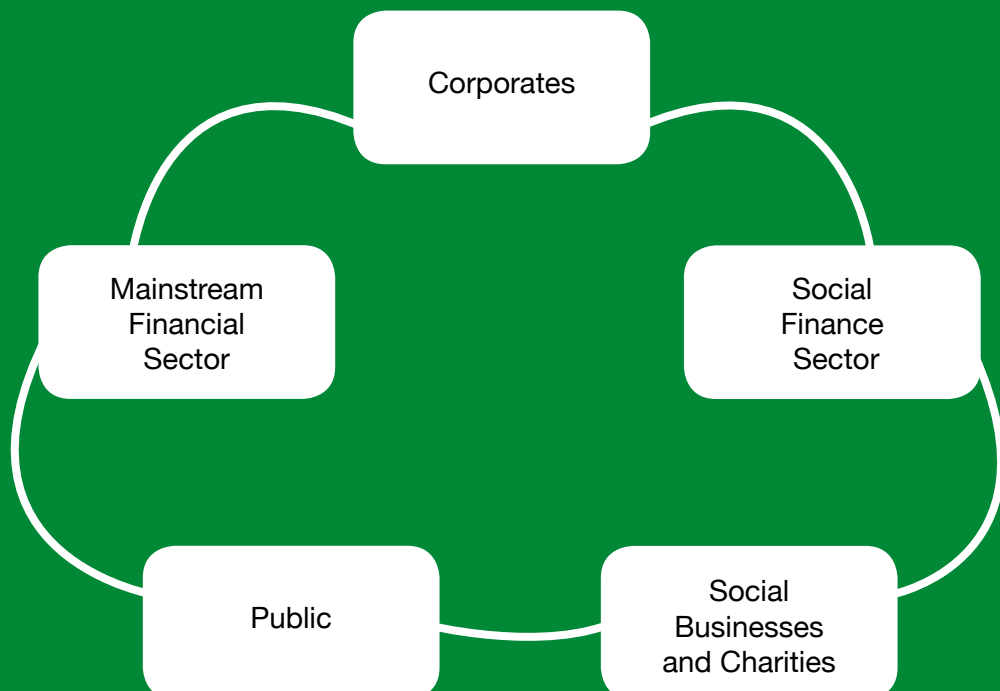 Corporates
Mainstream
Financial
Sector
Social
Finance
Sector
Public
Social
Businesses
and Charities